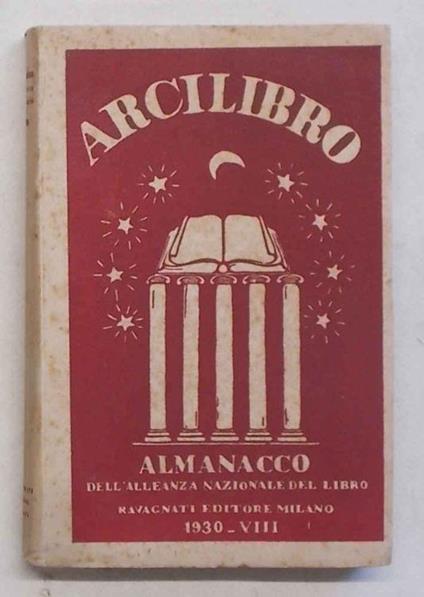 ARCILIBRO
ALMANACCO
DELL'ALLEANZA NAZIONALE DEL LIBRO
RAVAGNATI EDITORE MILANO
1930-VIII